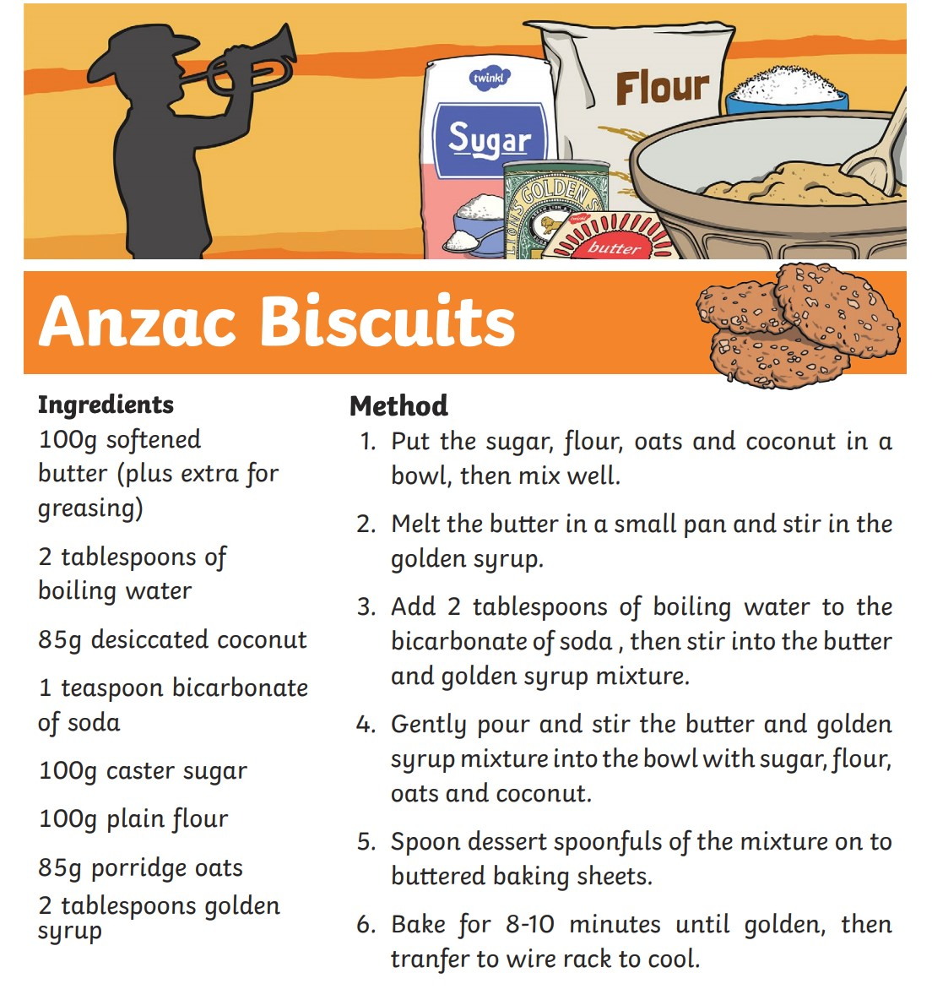 twinkl
Sugar
Flour
GOLDEN
twinkl
butter
Anzac Biscuits
Ingredients
100g softened
butter (plus extra for
greasing)
2 tablespoons of
boiling water
85g desiccated coconut
1 teaspoon bicarbonate
of soda
100g caster sugar
100g plain flour
85g porridge oats
2 tablespoons golden
syrup
Method
1. Put the sugar, flour, oats and coconut in a
bowl, then mix well.
2. Melt the butter in a small pan and stir in the
golden syrup.
3. Add 2 tablespoons of boiling water to the
bicarbonate of soda , then stir into the butter
and golden syrup mixture.
4. Gently pour and stir the butter and golden
syrup mixture into the bowl with sugar, flour,
oats and coconut.
5. Spoon dessert spoonfuls of the mixture on to
buttered baking sheets.
6. Bake for 8-10 minutes until golden, then
tranfer to wire rack to cool.